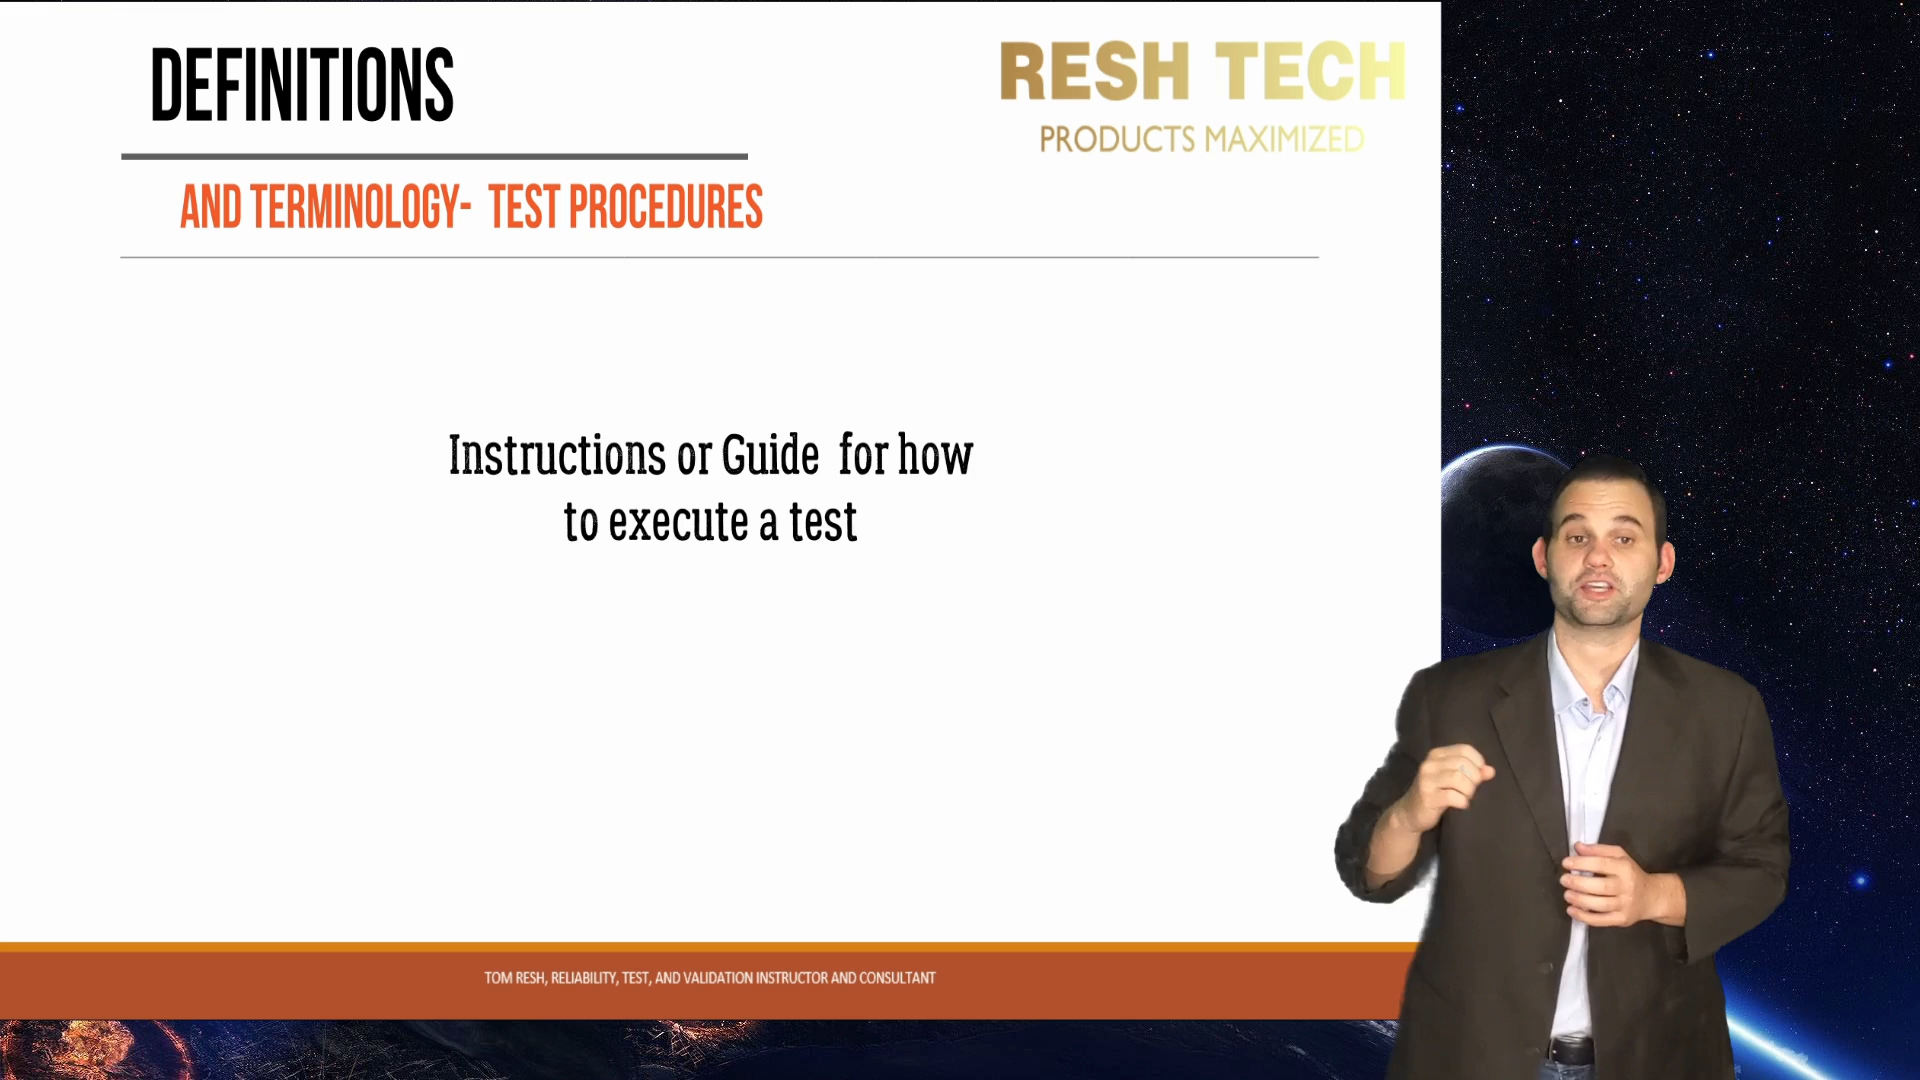 DEFINITIONS
RESH TECH
PRODUCTS MAXIMIZED
AND TERMINOLOGY- TEST PROCEDURES
Instructions or Guide for how
to execute a test
TOM RESH, RELIABILITY, TEST, AND VALIDATION INSTRUCTOR AND CONSULTANT